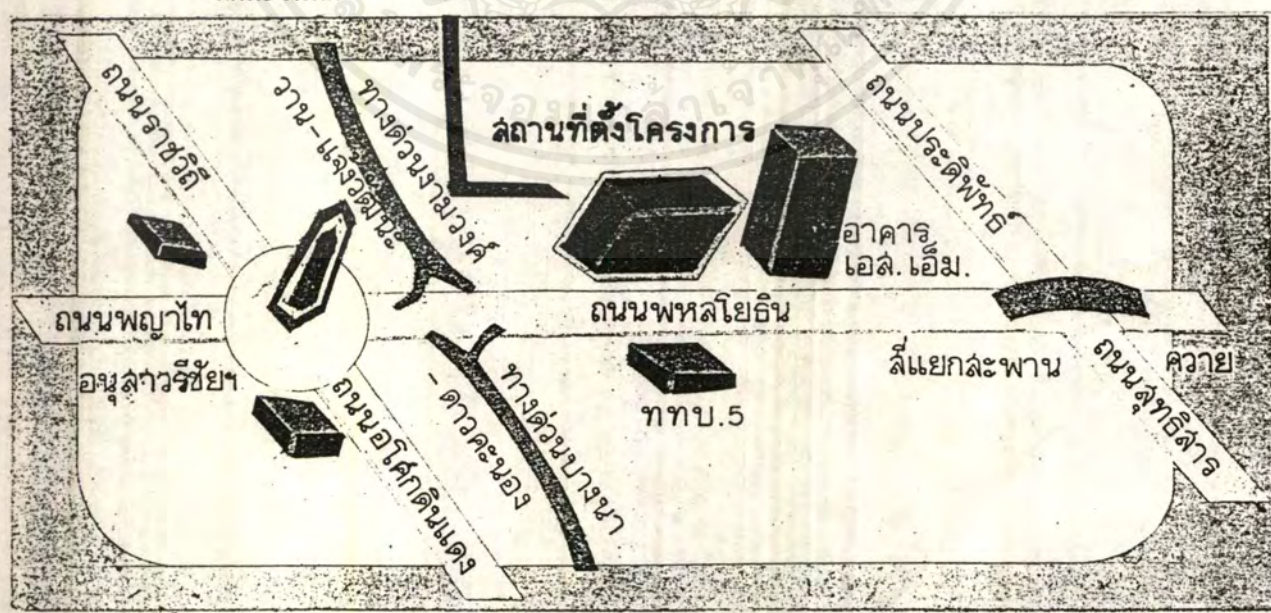 ถนนราชวิถี
ทางด่วนงามวงศ์
วาน-แจ้งวัฒนะ
สถานที่ตั้งโครงการ
ถนนประดิพัทธ์
อาคาร
เอส.เอ็ม.
ถนนพญาไท
ถนนพหลโยธิน
อนุสาวรีชัยฯ
ถนนอโศกดินแดง
ทางด่วนบางนา
-ดาวคะนอง
ททบ.5
สี่แยกสะพาน
ควาย
ถนนสุทธิสาร